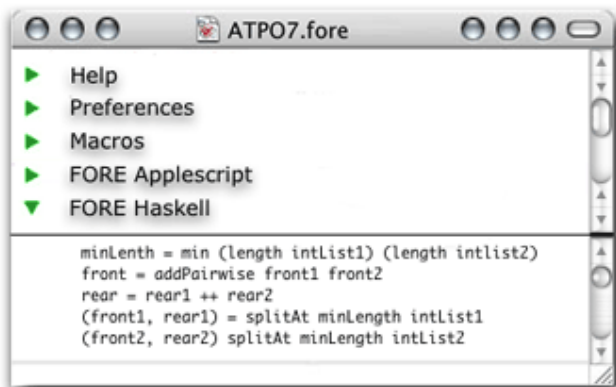 ATPO7.fore
Help
Preferences
Macros
FORE Applescript
FORE Haskell
minLenth = min (length intList1) (length intlist2)
front = addPairwise front1 front2
rear = rear1 ++ rear2
(front1, rear1) = splitAt minLength intList1
(front2, rear2) splitAt minLength intList2